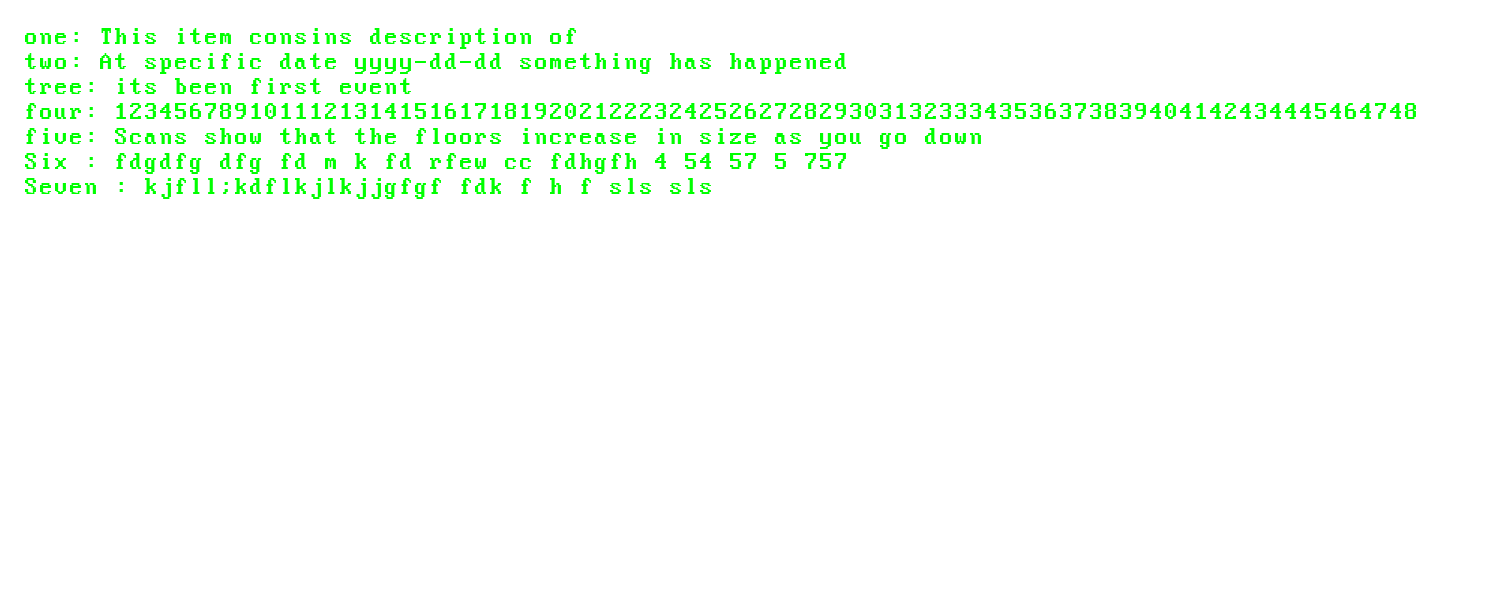 one: This item consins description of
two: At specific date yyyy-dd-dd something has happened
tree: its been first event
four: 123456789101112131415161718192021222324252627282930313233343536373839404142434445464748
five: Scans show that the floors increase in size as you go down
Six : fdgdfg dfg fd m k fd rfew cc fdhgfh 4 54 57 5 757
Seven : kjfll;kdflkjlkjjgfgf fdk f h f sls sls